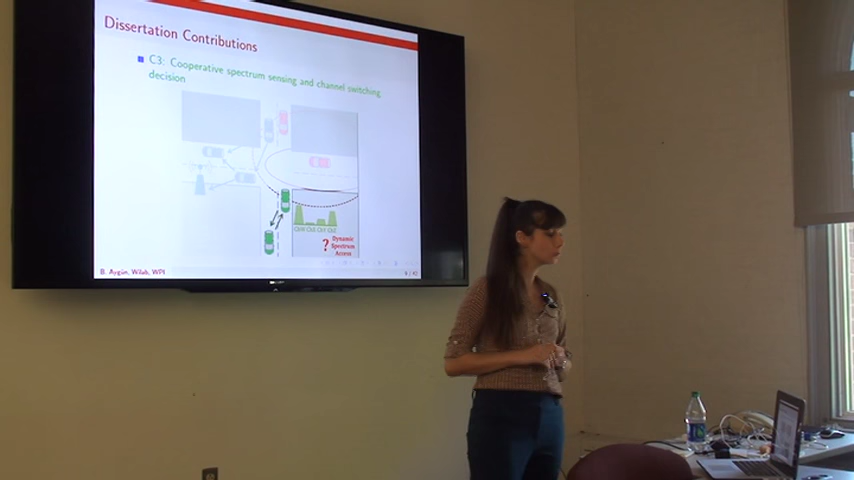 Dissertation Contributions
C3: Cooperative spectrum sensing and channel switching
decision
? Dynamic
Spectrum
Access
B. Aygün, Wilab, WPI